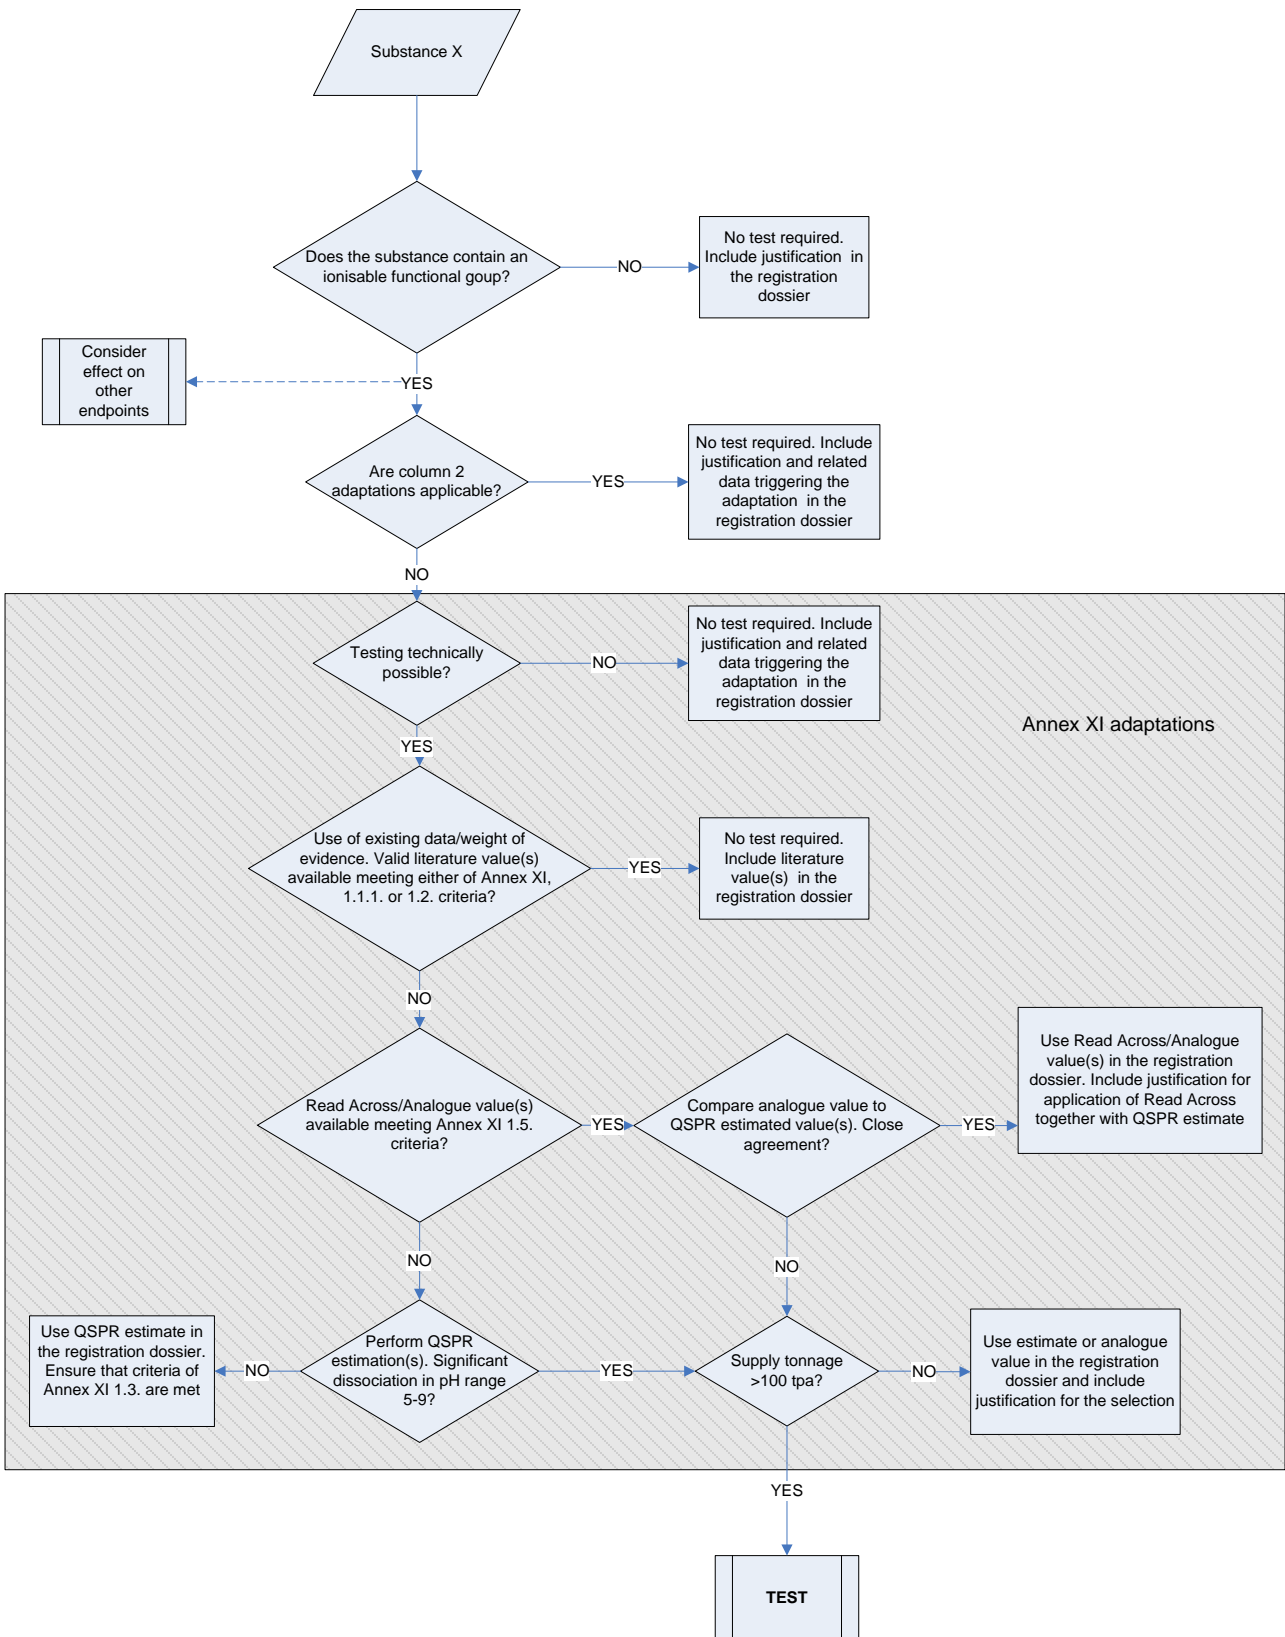 Substance X
Does the substance contain an
ionisable functional goup?
NO
No test required.
Include justification  in
the registration
dossier
Consider
effect on
other
endpoints
YES
Are column 2
adaptations applicable?
YES
No test required. Include
justification and related
data triggering the
adaptation  in the
registration dossier
NO
Testing technically
possible?
NO
No test required. Include
justification and related
data triggering the
adaptation  in the
registration dossier
Annex XI adaptations
YES
Use of existing data/weight of
evidence. Valid literature value(s)
available meeting either of Annex XI,
1.1.1. or 1.2. criteria?
YES
No test required.
Include literature
value(s)  in the
registration dossier
NO
Read Across/Analogue value(s)
available meeting Annex XI 1.5.
criteria?
YES
Compare analogue value to
QSPR estimated value(s). Close
agreement?
YES
Use Read Across/Analogue
value(s) in the registration
dossier. Include justification for
application of Read Across
together with QSPR estimate
NO
NO
Use QSPR estimate in
the registration dossier.
Ensure that criteria of
Annex XI 1.3. are met
NO
Perform QSPR
estimation(s). Significant
dissociation in pH range
5-9?
YES
Supply tonnage
>100 tpa?
NO
Use estimate or analogue
value in the registration
dossier and include
justification for the selection
YES
TEST